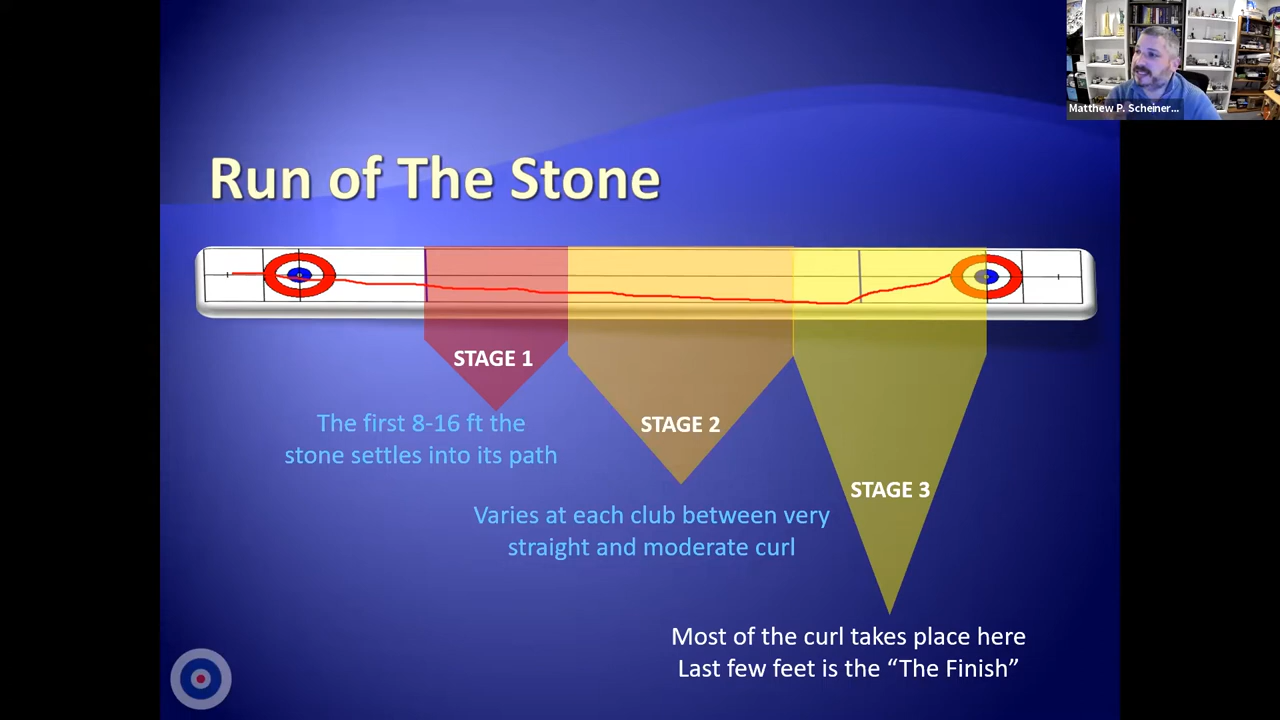 Matthew P. Scheiner...
Run of The Stone
STAGE 1
The first 8-16 ft the
stone settles into its path
STAGE 2
Varies at each club between very
straight and moderate curl
STAGE 3
Most of the curl takes place here
Last few feet is the “The Finish”